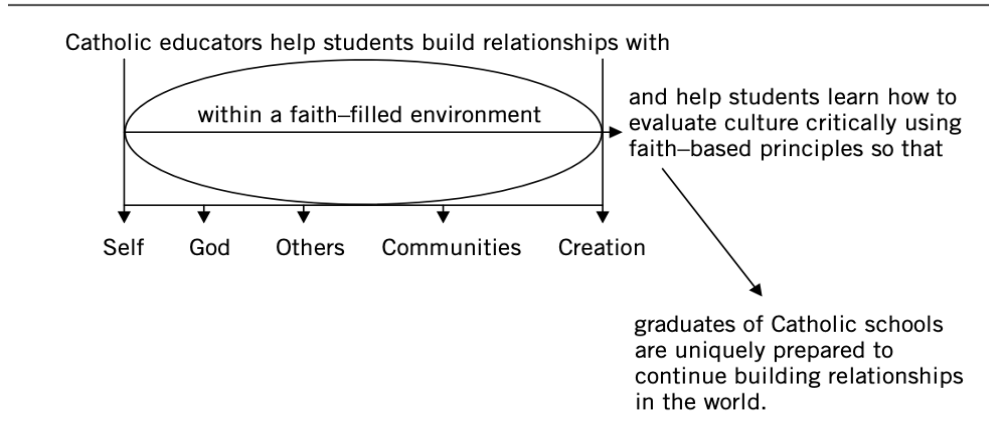 Catholic educators help students build relationships with
within a faith–filled environment
and help students learn how to
evaluate culture critically using
faith–based principles so that
Self God Others Communities Creation
graduates of Catholic schools
are uniquely prepared to
continue building relationships
in the world.